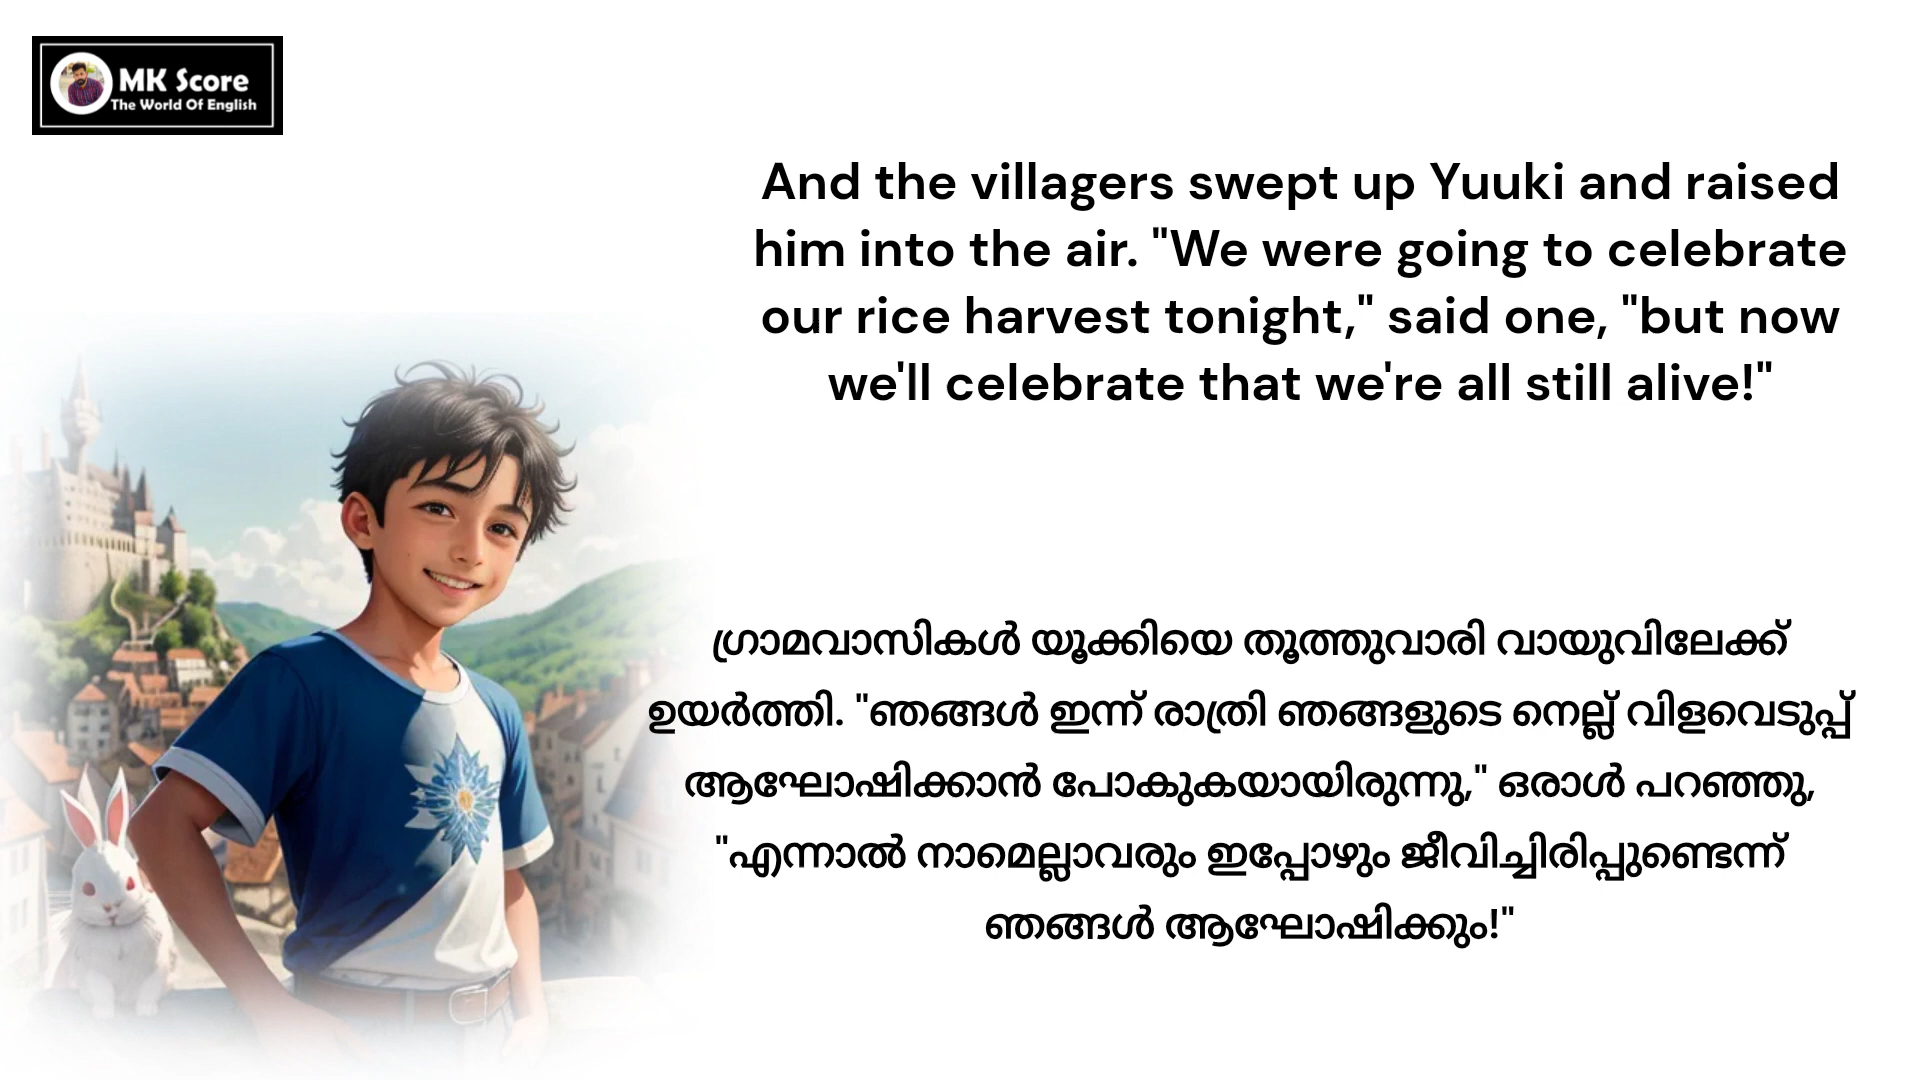 MK Score
The World Of English
And the villagers swept up Yuuki and raised
him into the air. "We were going to celebrate
our rice harvest tonight," said one, "but now
we'll celebrate that we're all still alive!"
ഗ്രാമവാസികൾ യൂക്കിയെ തൂത്തുവാരി വായുവിലേക്ക്
ഉയർത്തി. "ഞങ്ങൾ ഇന്ന് രാത്രി ഞങ്ങളുടെ നെല്ല് വിളവെടുപ്പ്
ആഘോഷിക്കാൻ പോകുകയായിരുന്നു," ഒരാൾ പറഞ്ഞു,
"എന്നാൽ നാമെല്ലാവരും ഇപ്പോഴും ജീവിച്ചിരിപ്പുണ്ടെന്ന്
ഞങ്ങൾ ആഘോഷിക്കും!"